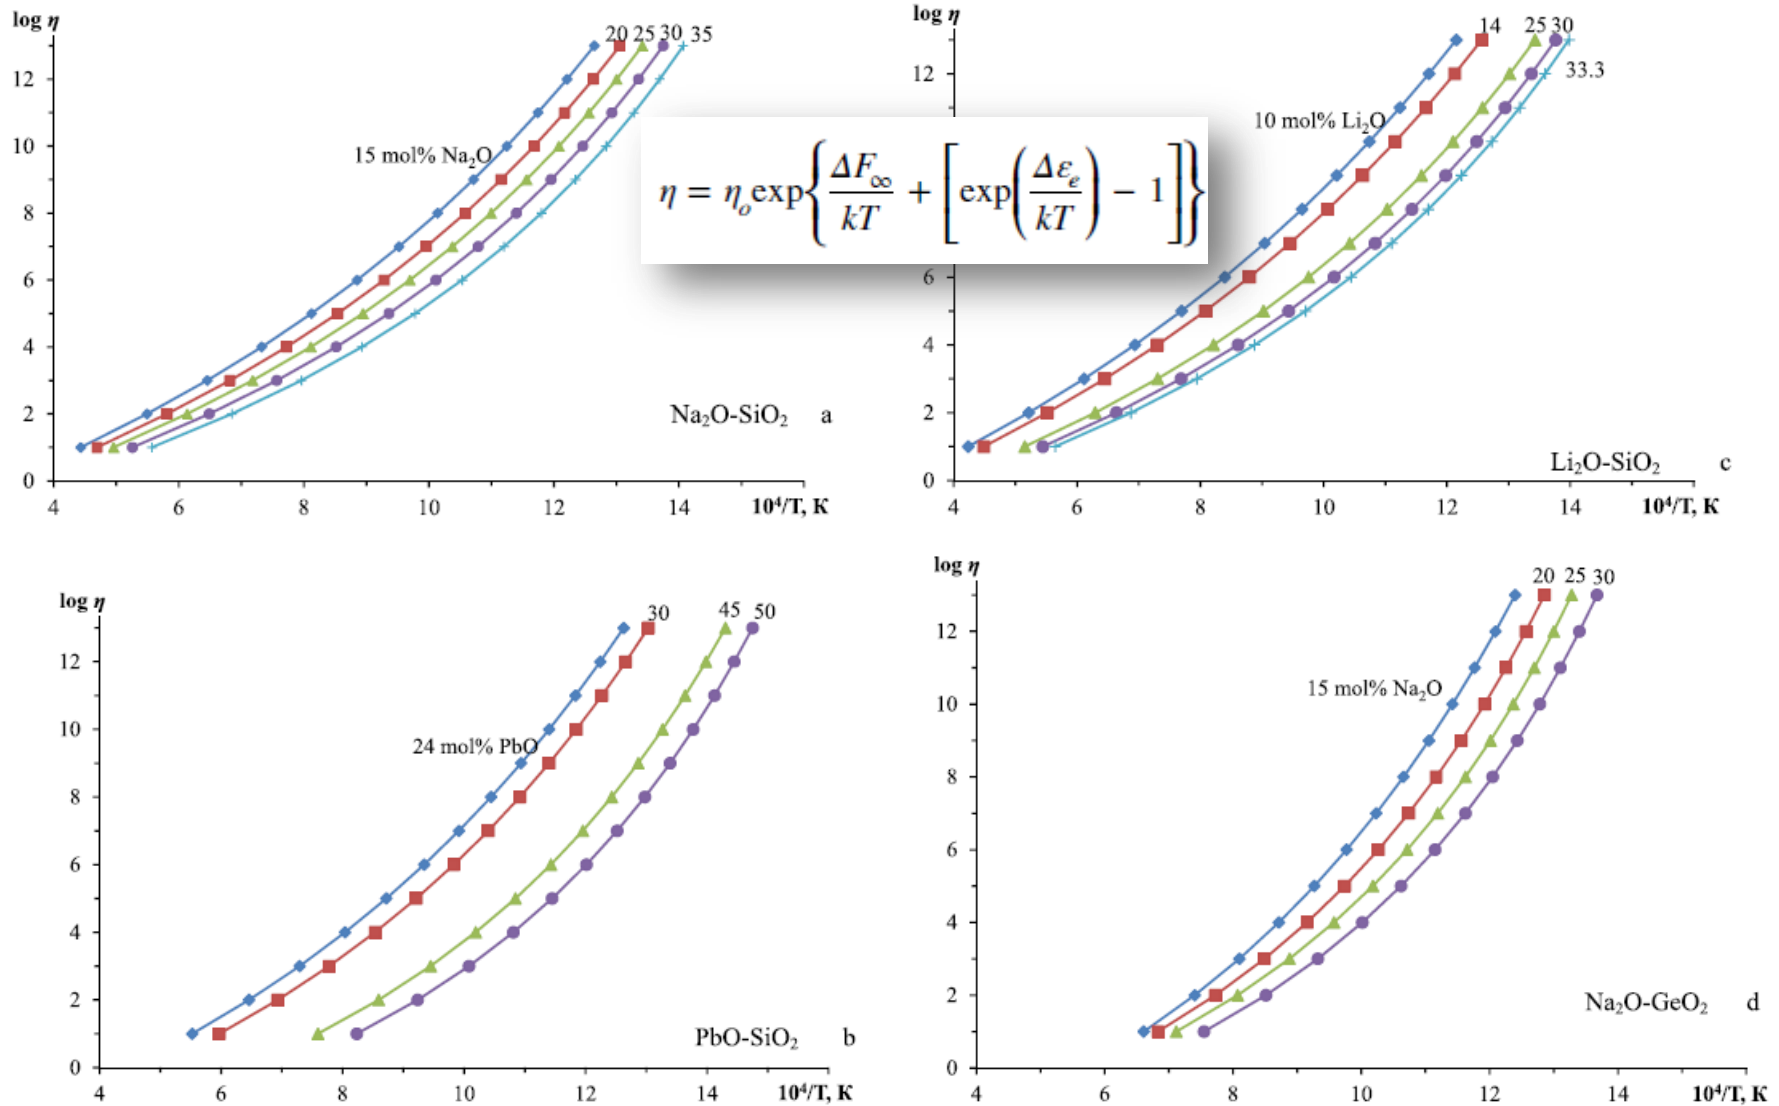 log η
20 25 30 35
12
10
8
6
4
2
0
15 mol% Na₂O
Na₂O-SiO₂ a
4 6 8 10 12 14 10⁴/T, K
log η
14 25 30
33.3
12
6
4
2
0
10 mol% Li₂O
Li₂O-SiO₂ c
4 6 8 10 12 14 10⁴/T, K
η = ηₒexp{ΔF∞/kT + [exp(Δεₑ/kT) − 1]}
log η
30 45 50
12
10
8
6
4
2
0
24 mol% PbO
PbO-SiO₂ b
4 6 8 10 12 14 10⁴/T, K
log η
20 25 30
12
10
8
6
4
2
0
15 mol% Na₂O
Na₂O-GeO₂ d
4 6 8 10 12 14 10⁴/T, K